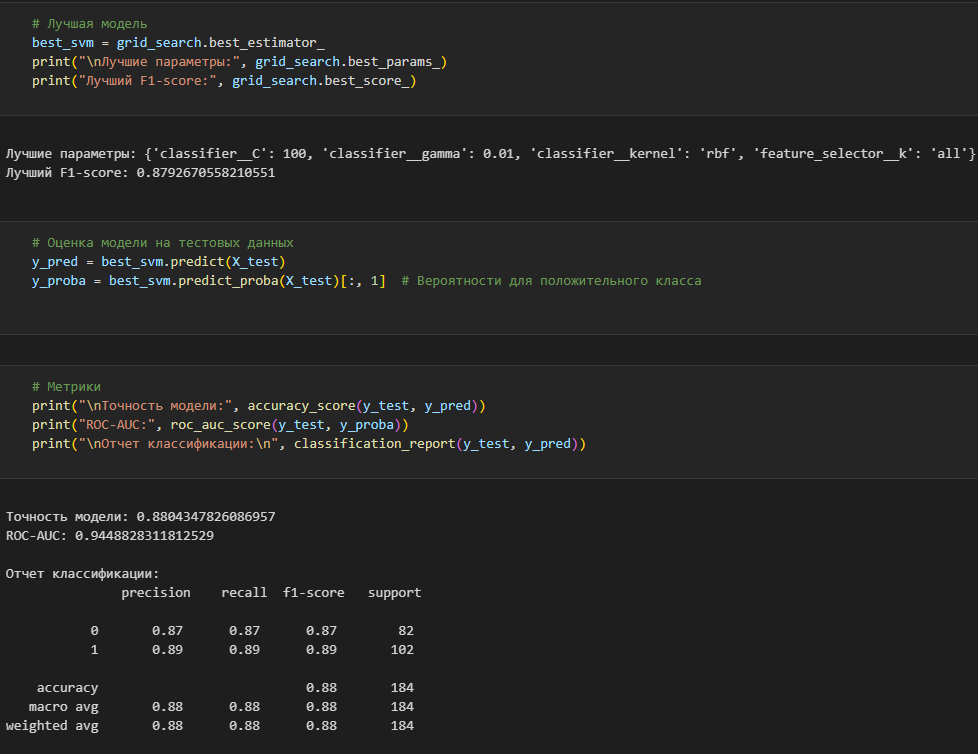 # Лучшая модель
best_svm = grid_search.best_estimator_
print("\nЛучшие параметры:", grid_search.best_params_)
print("Лучший F1-score:", grid_search.best_score_)
Лучшие параметры: {'classifier__C': 100, 'classifier__gamma': 0.01, 'classifier__kernel': 'rbf', 'feature_selector__k': 'all'}
Лучший F1-score: 0.8792670558210551
# Оценка модели на тестовых данных
y_pred = best_svm.predict(X_test)
y_proba = best_svm.predict_proba(X_test)[:, 1]  # Вероятности для положительного класса
# Метрики
print("\nТочность модели:", accuracy_score(y_test, y_pred))
print("ROC-AUC:", roc_auc_score(y_test, y_proba))
print("\nОтчет классификации:\n", classification_report(y_test, y_pred))
Точность модели: 0.8804347826086957
ROC-AUC: 0.9448828311812529
Отчет классификации:
precision    recall  f1-score   support
0       0.87      0.87      0.87        82
1       0.89      0.89      0.89       102
accuracy                           0.88       184
macro avg       0.88      0.88      0.88       184
weighted avg       0.88      0.88      0.88       184